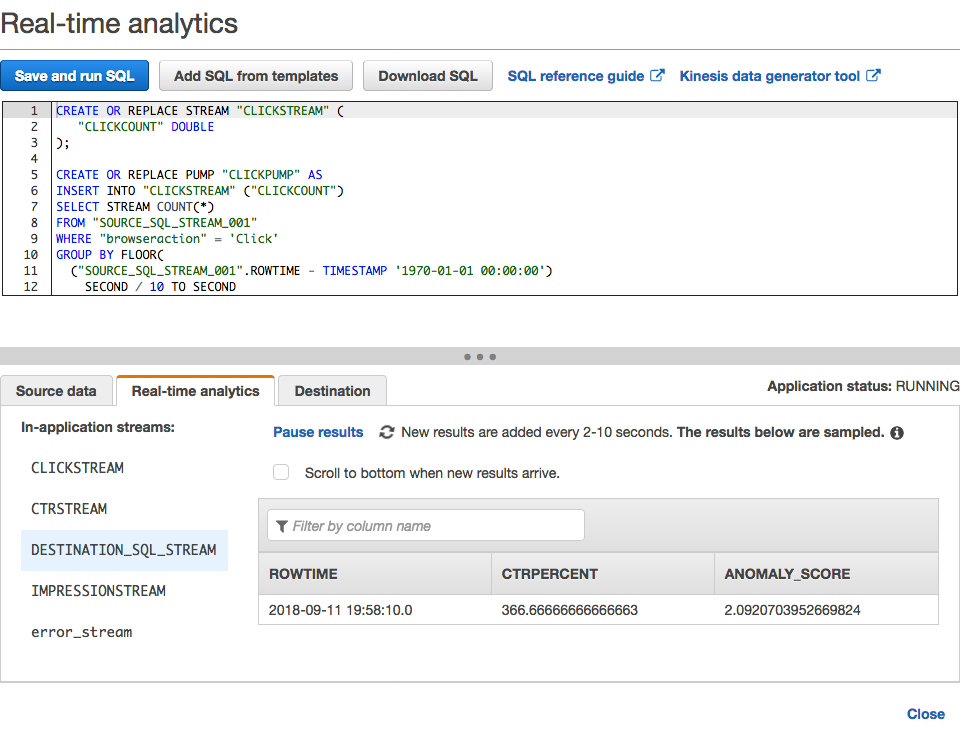 Real-time analytics
Save and run SQL Add SQL from templates Download SQL SQL reference guide Kinesis data generator tool
1 CREATE OR REPLACE STREAM "CLICKSTREAM" (
2 "CLICKCOUNT" DOUBLE
3 );
4
5 CREATE OR REPLACE PUMP "CLICKPUMP" AS
6 INSERT INTO "CLICKSTREAM" ("CLICKCOUNT")
7 SELECT STREAM COUNT(*)
8 FROM "SOURCE_SQL_STREAM_001"
9 WHERE "browseraction" = 'Click'
10 GROUP BY FLOOR(
11 ("SOURCE_SQL_STREAM_001".ROWTIME - TIMESTAMP '1970-01-01 00:00:00')
12 SECOND / 10 TO SECOND
Source data Real-time analytics Destination Application status: RUNNING
In-application streams:
CLICKSTREAM
CTRSTREAM
DESTINATION_SQL_STREAM
IMPRESSIONSTREAM
error_stream
Pause results New results are added every 2-10 seconds. The results below are sampled.
Scroll to bottom when new results arrive.
Filter by column name
ROWTIME CTRPERCENT ANOMALY_SCORE
2018-09-11 19:58:10.0 366.66666666666663 2.0920703952669824
Close